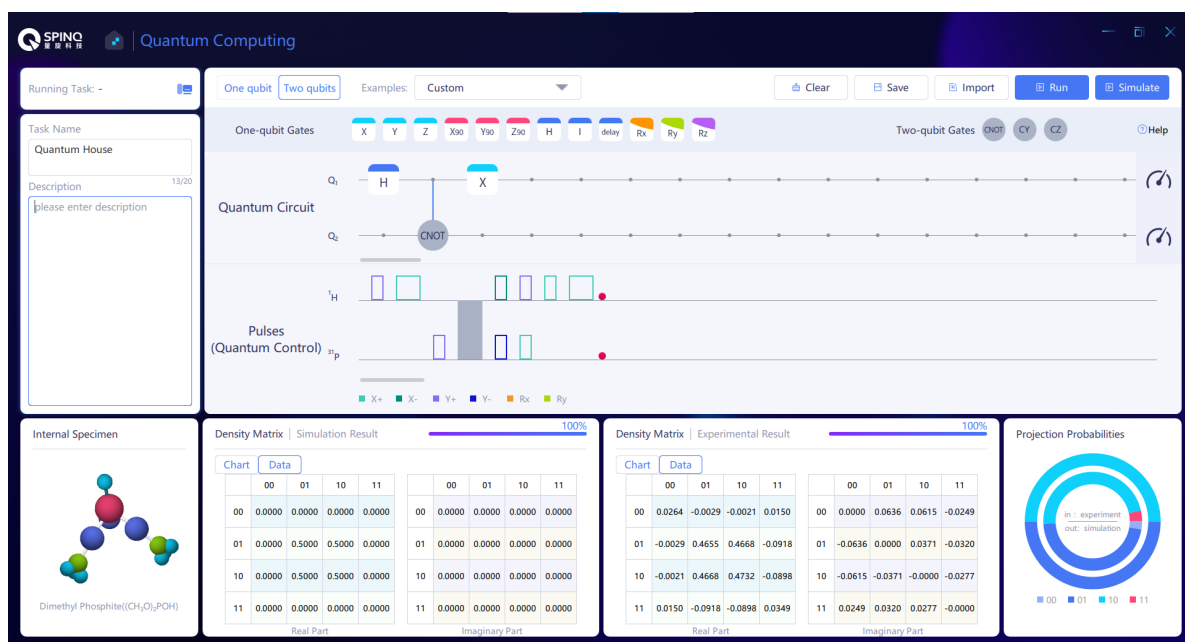 SPINQ
量旋科技
Quantum Computing
Running Task: -
One qubit Two qubits Examples: Custom Clear Save Import Run Simulate
Task Name
Quantum House
13/20
Description
please enter description
One-qubit Gates X Y Z X90 Y90 Z90 H I delay Rx Ry Rz Two-qubit Gates CNOT CY CZ ?Help
Q₁ H X
Quantum Circuit
Q₂ CNOT
¹H
Pulses
(Quantum Control) ³¹P
X+ X- Y+ Y- Rx Ry
Internal Specimen
Dimethyl Phosphite((CH₃O)₂POH)
Density Matrix | Simulation Result 100%
Chart Data
00 01 10 11 00 01 10 11
00 0.0000 0.0000 0.0000 0.0000 00 0.0000 0.0000 0.0000 0.0000
01 0.0000 0.5000 0.5000 0.0000 01 0.0000 0.0000 0.0000 0.0000
10 0.0000 0.5000 0.5000 0.0000 10 0.0000 0.0000 0.0000 0.0000
11 0.0000 0.0000 0.0000 0.0000 11 0.0000 0.0000 0.0000 0.0000
Real Part Imaginary Part
Density Matrix | Experimental Result 100%
Chart Data
00 01 10 11 00 01 10 11
00 0.0264 -0.0029 -0.0021 0.0150 00 0.0000 0.0636 0.0615 -0.0249
01 -0.0029 0.4655 0.4668 -0.0918 01 -0.0636 0.0000 0.0371 -0.0320
10 -0.0021 0.4668 0.4732 -0.0898 10 -0.0615 -0.0371 -0.0000 -0.0277
11 0.0150 -0.0918 -0.0898 0.0349 11 0.0249 0.0320 0.0277 -0.0000
Real Part Imaginary Part
Projection Probabilities
in : experiment
out: simulation
00 01 10 11